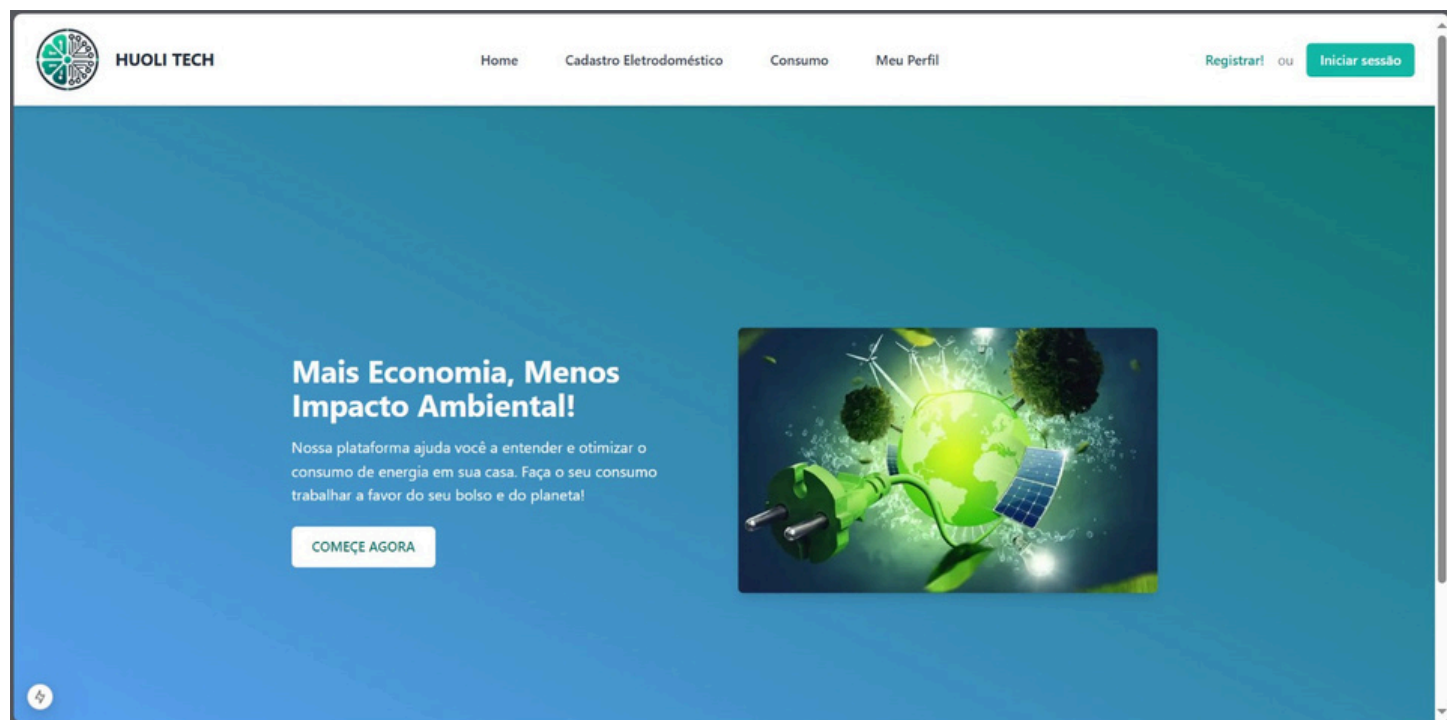 HUOLI TECH
Home
Cadastro Eletrodoméstico
Consumo
Meu Perfil
Registrar! ou
Iniciar sessão
Mais Economia, Menos
Impacto Ambiental!
Nossa plataforma ajuda você a entender e otimizar o
consumo de energia em sua casa. Faça o seu consumo
trabalhar a favor do seu bolso e do planeta!
COMEÇE AGORA